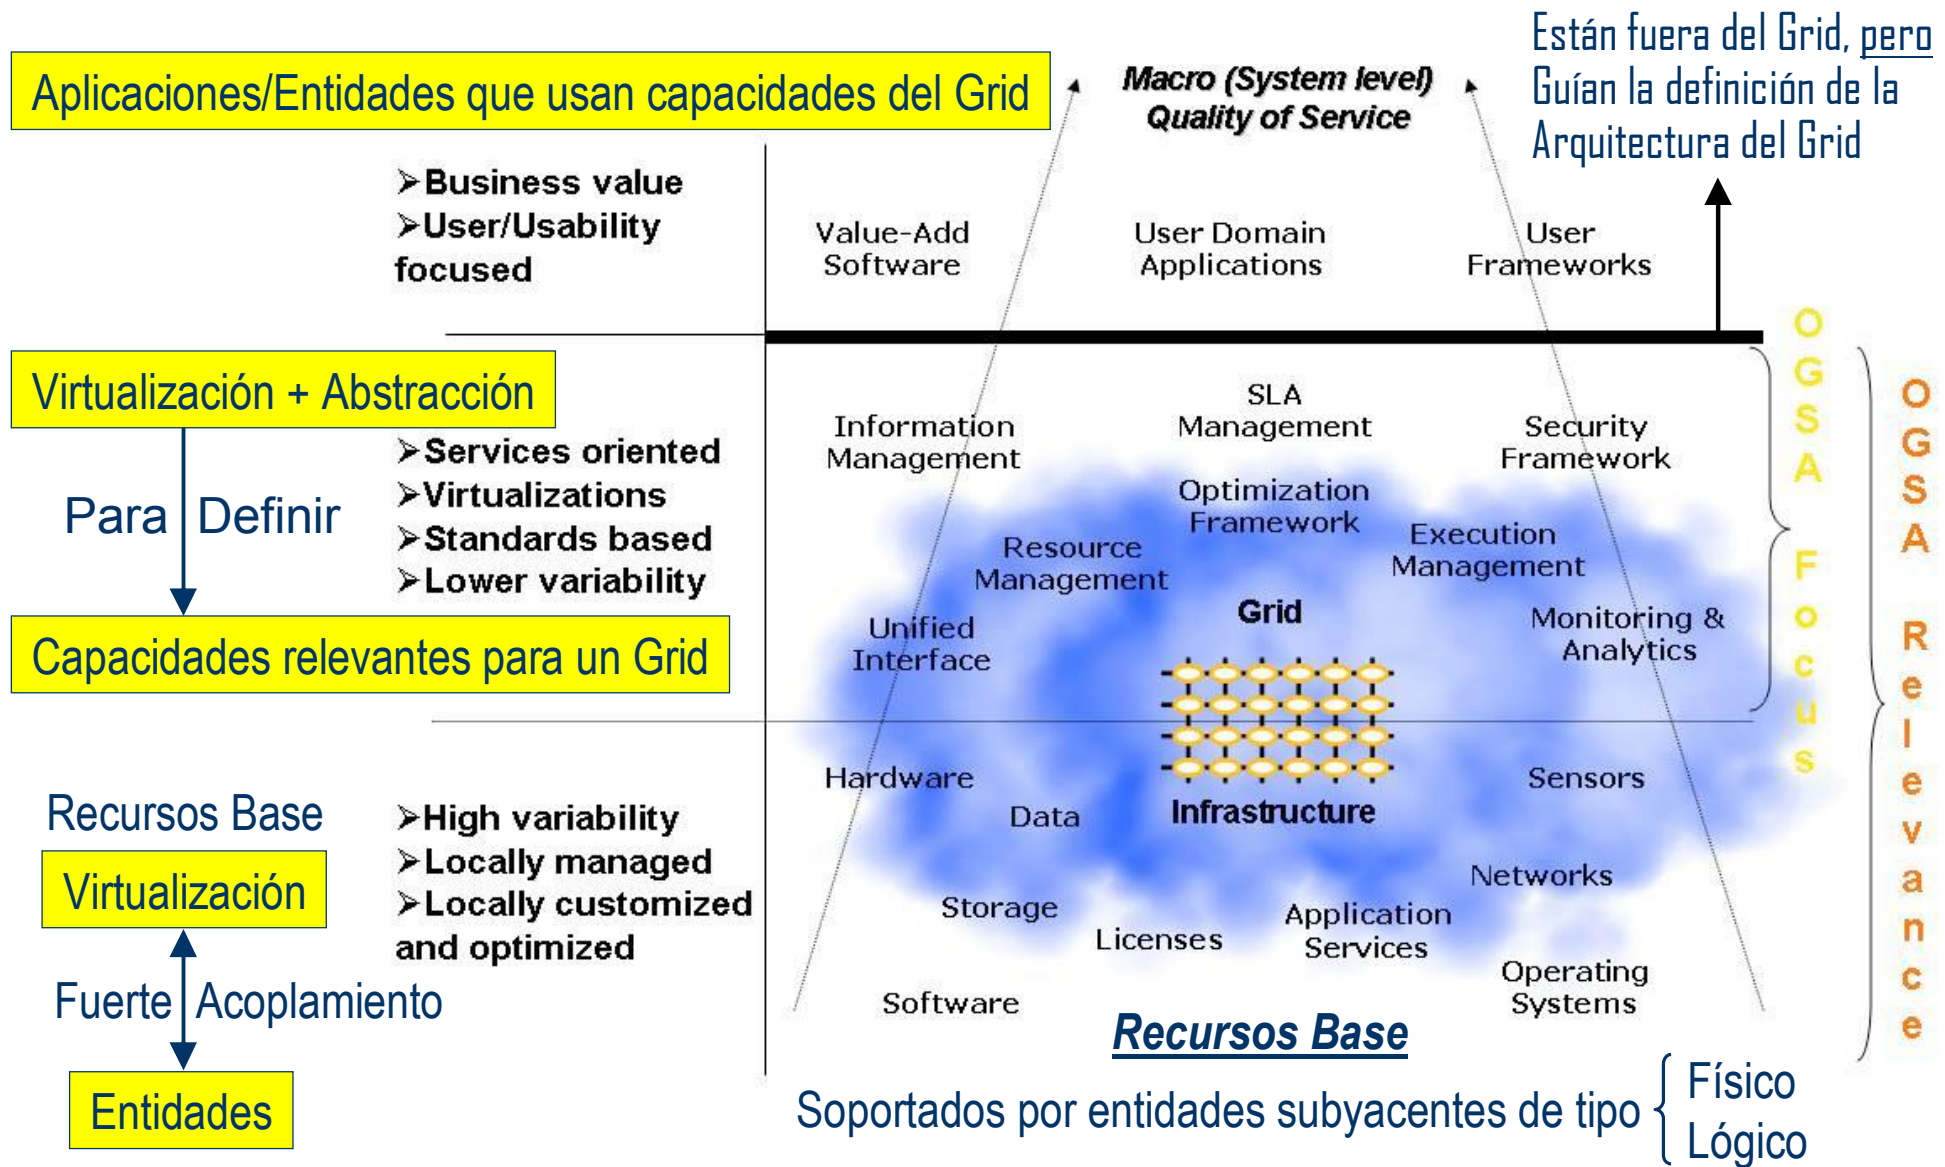 Están fuera del Grid, pero
Guían la definición de la
Arquitectura del Grid
Aplicaciones/Entidades que usan capacidades del Grid
Macro (System level)
Quality of Service
➢Business value
➢User/Usability
focused
Value-Add
Software
User Domain
Applications
User
Frameworks
Virtualización + Abstracción
Para Definir
Capacidades relevantes para un Grid
➢Services oriented
➢Virtualizations
➢Standards based
➢Lower variability
Information
Management
SLA
Management
Security
Framework
Optimization
Framework
Resource
Management
Execution
Management
Unified
Interface
Grid
Monitoring &
Analytics
OGSA Focus
OGSA Relevance
Recursos Base
Virtualización
Fuerte Acoplamiento
Entidades
➢High variability
➢Locally managed
➢Locally customized
and optimized
Hardware
Data
Infrastructure
Sensors
Networks
Storage
Licenses
Application
Services
Software
Operating
Systems
Recursos Base
Soportados por entidades subyacentes de tipo
Físico
Lógico